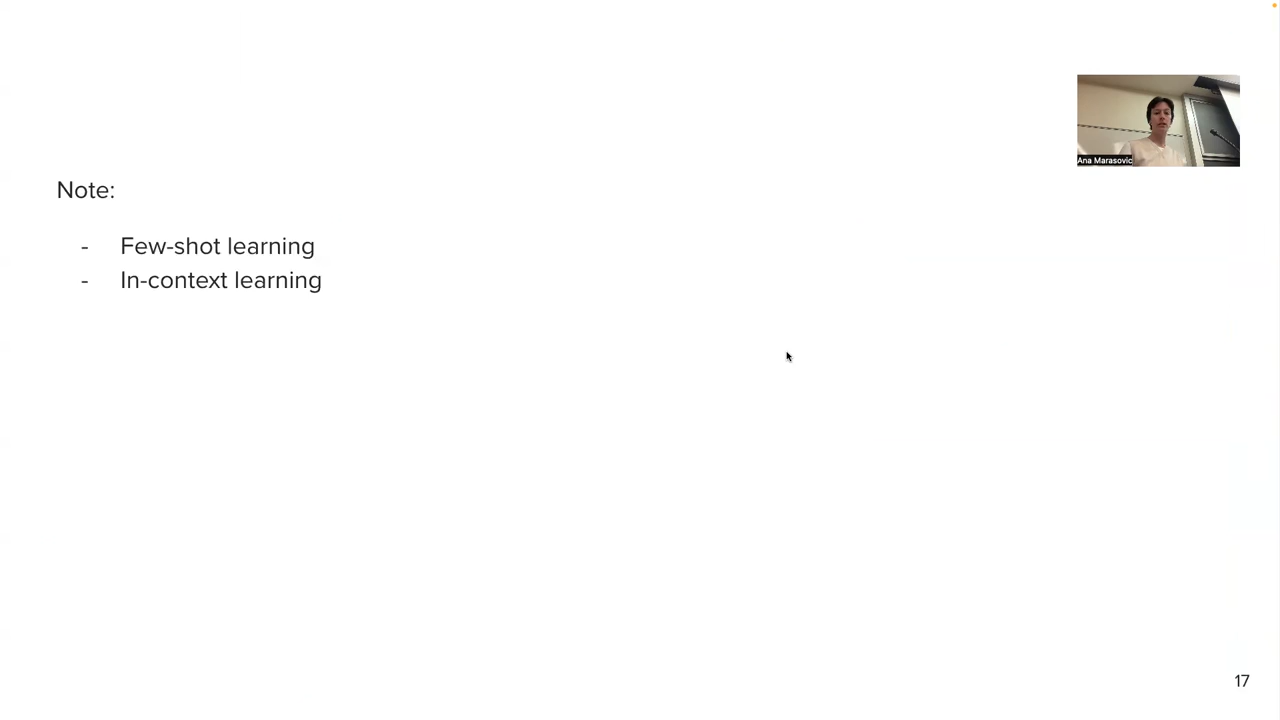 Ana Marasovic
Note:
- Few-shot learning
- In-context learning
17